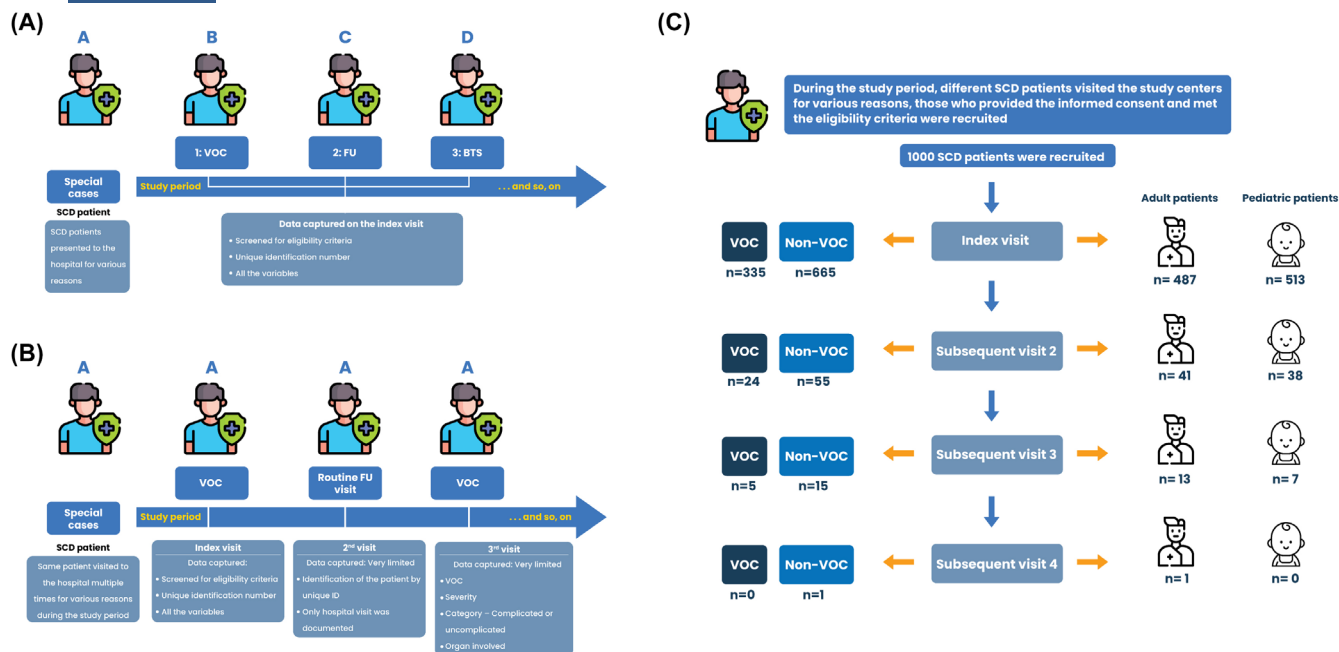 (A)
A B C D
1: VOC 2: FU 3: BTS
Special cases
Study period . . . and so, on
SCD patient
SCD patients
presented to the
hospital for various
reasons
Data captured on the index visit
• Screened for eligibility criteria
• Unique identification number
• All the variables
(B)
A A A A
VOC Routine FU visit VOC
Special cases
Study period . . . and so, on
SCD patient
Same patient visited to
the hospital multiple
times for various reasons
during the study period
Index visit
Data captured:
• Screened for eligibility criteria
• Unique identification number
• All the variables
2nd visit
Data captured: Very limited
• Identification of the patient by
unique ID
• Only hospital visit was
documented
3rd visit
Data captured: Very limited
• VOC
• Severity
• Category – Complicated or
uncomplicated
• Organ involved
(C)
During the study period, different SCD patients visited the study centers
for various reasons, those who provided the informed consent and met
the eligibility criteria were recruited
1000 SCD patients were recruited
Adult patients Pediatric patients
VOC Non-VOC Index visit
n=335 n=665 n= 487 n= 513
VOC Non-VOC Subsequent visit 2
n=24 n=55 n= 41 n= 38
VOC Non-VOC Subsequent visit 3
n=5 n=15 n= 13 n= 7
VOC Non-VOC Subsequent visit 4
n=0 n=1 n= 1 n= 0